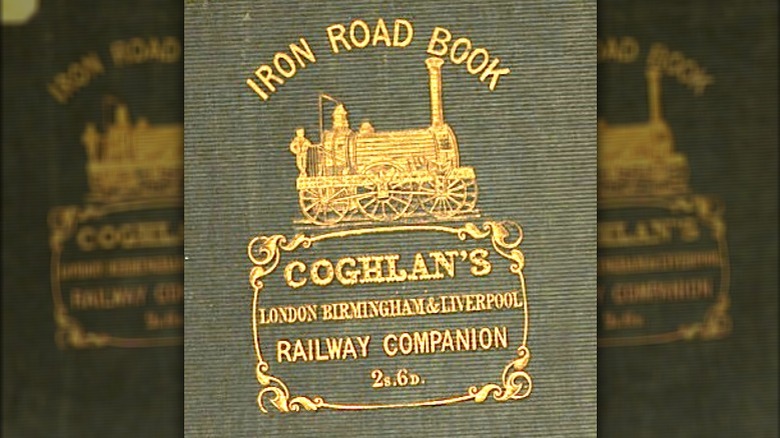 IRON ROAD BOOK
COGHLAN'S
LONDON BIRMINGHAM & LIVERPOOL
RAILWAY COMPANION
2s.6D.